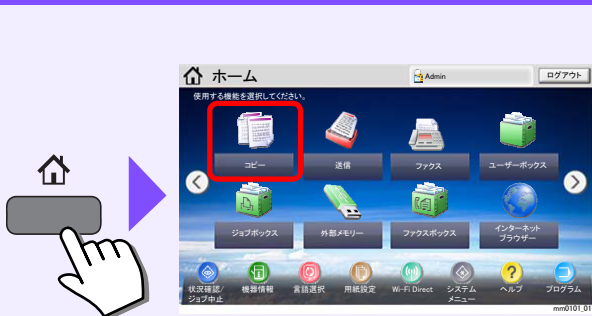 ホーム
Admin
ログアウト
使用する機能を選択してください。
コピー
送信
ファクス
ユーザーボックス
ジョブボックス
外部メモリー
ファクスボックス
インターネット
ブラウザー
状況確認/
ジョブ中止
機器情報
言語選択
用紙設定
Wi-Fi Direct
システム
メニュー
ヘルプ
プログラム
mm0101_01